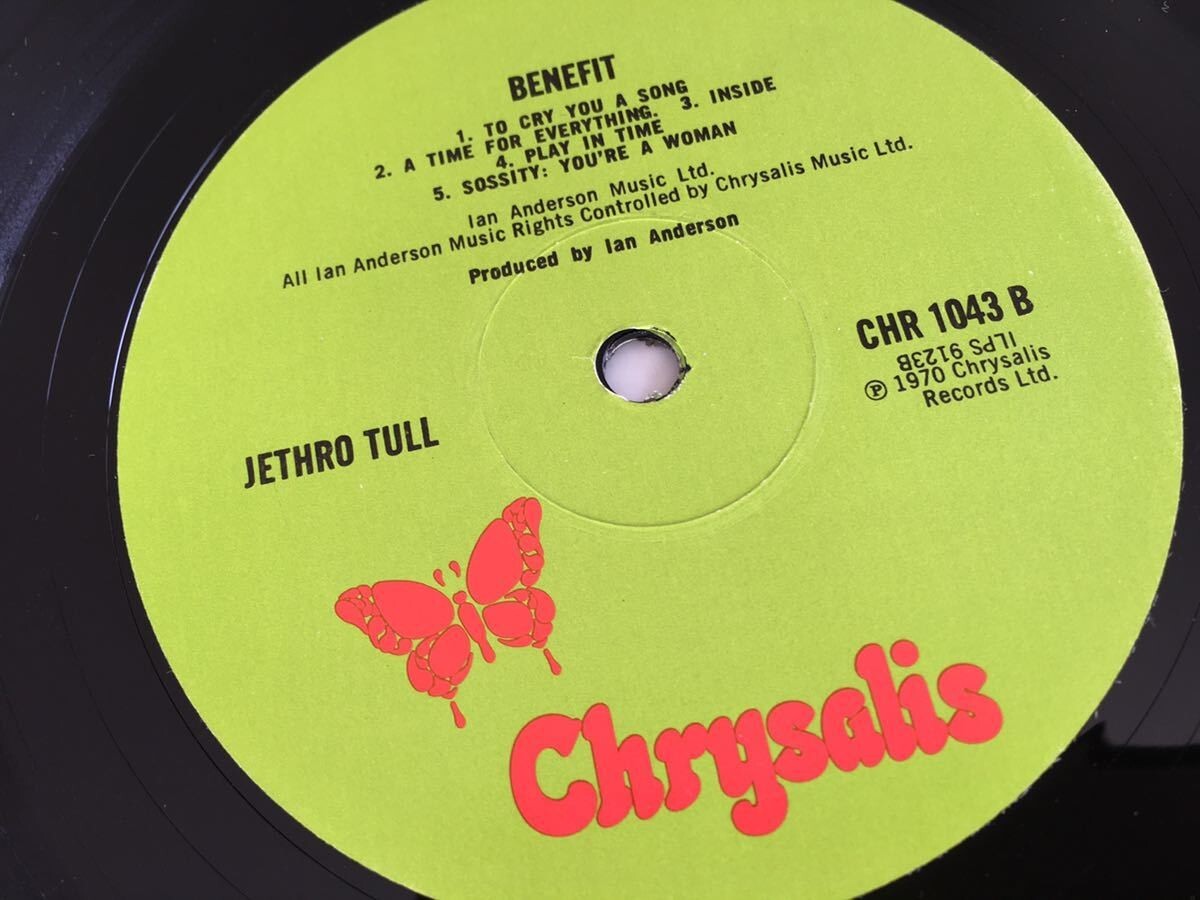 BENEFIT
1. TO CRY YOU A SONG
2. A TIME FOR EVERYTHING. 3. INSIDE
4. PLAY IN TIME
5. SOSSITY: YOU'RE A WOMAN
Ian Anderson Music Ltd.
All Ian Anderson Music Rights Controlled by Chrysalis Music Ltd.
Produced by Ian Anderson
CHR 1043 B
ILPS 9123B
℗ 1970 Chrysalis
Records Ltd.
JETHRO TULL
Chrysalis